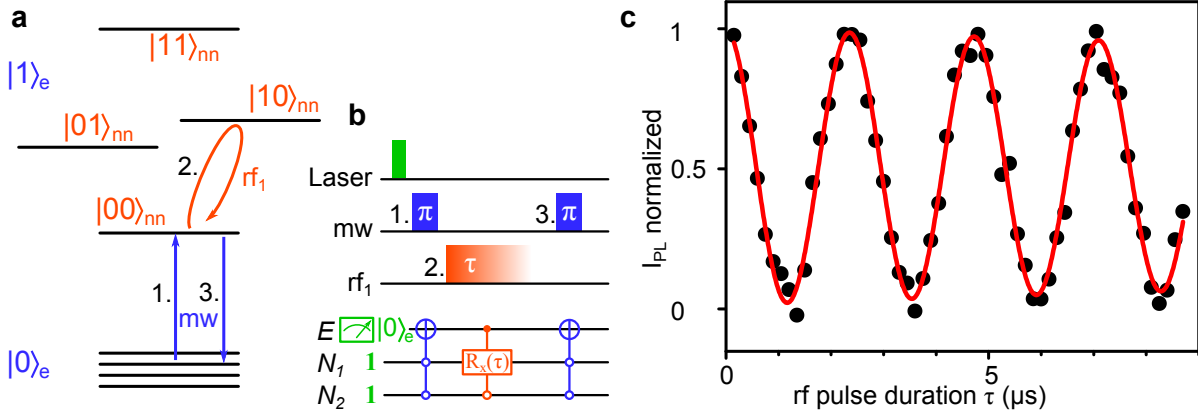 a
|11⟩nn
|1⟩e
|10⟩nn
|01⟩nn
2.
rf1
|00⟩nn
1.
3.
mw
|0⟩e
b
Laser
1.
π
3.
π
mw
2.
τ
rf1
E
|0⟩e
N1
1
Rx(τ)
N2
1
c
IPL normalized
1
0.5
0
0
5
rf pulse duration τ (μs)